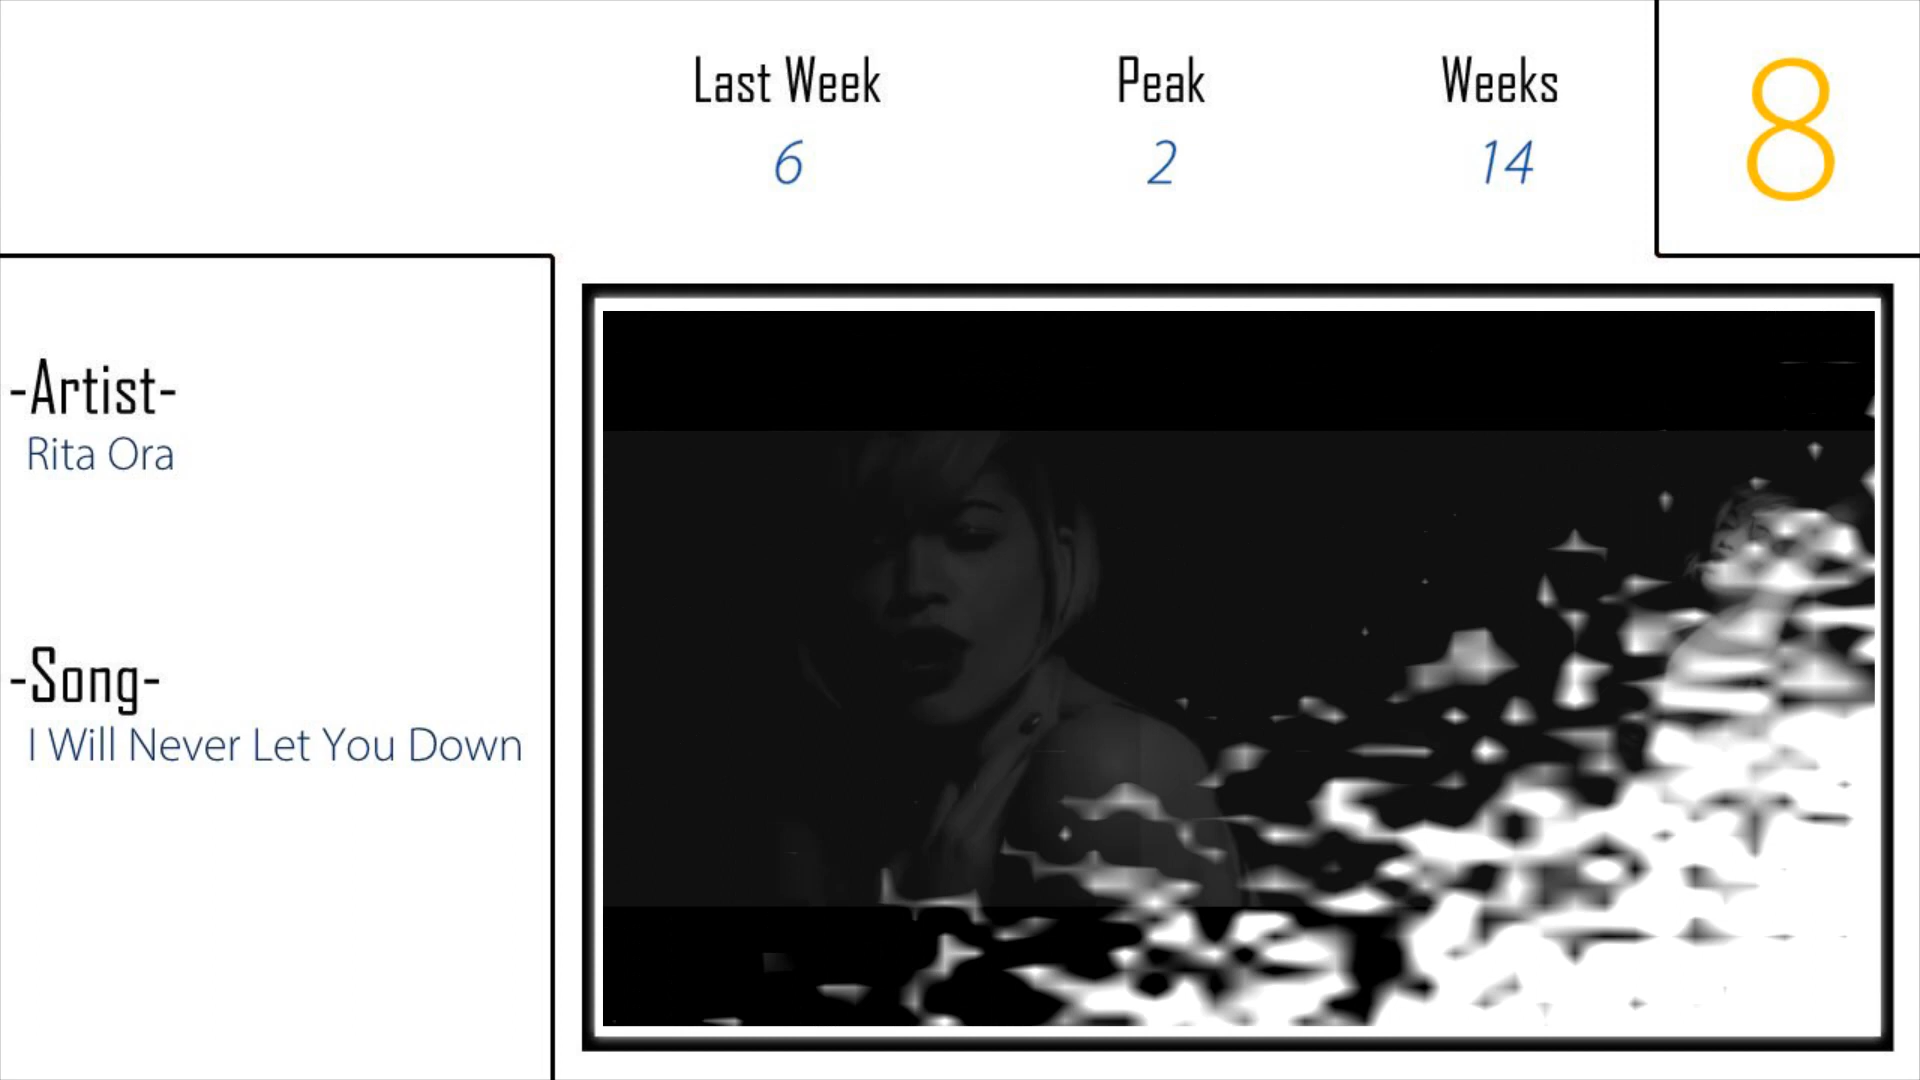 Last Week
Peak
Weeks
6
2
14
8
-Artist-
Rita Ora
-Song-
I Will Never Let You Down